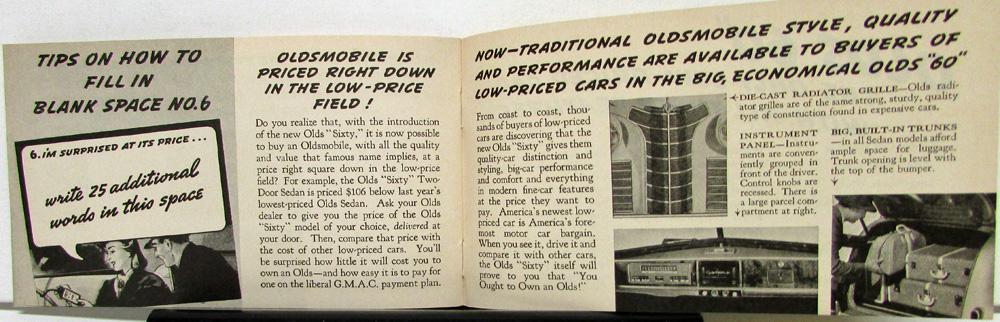 TIPS ON HOW TO
FILL IN
BLANK SPACE NO.6
6. I'M SURPRISED AT ITS PRICE...
write 25 additional
words in this space
OLDSMOBILE IS
PRICED RIGHT DOWN
IN THE LOW-PRICE
FIELD!
Do you realize that, with the introduction
of the new Olds "Sixty," it is now possible
to buy an Oldsmobile, with all the quality
and value that famous name implies, at a
price right square down in the low-price
field? For example, the Olds "Sixty" Two-
Door Sedan is priced $106 below last year's
lowest-priced Olds Sedan. Ask your Olds
dealer to give you the price of the Olds
"Sixty" model of your choice, delivered at
your door. Then, compare that price with
the cost of other low-priced cars. You'll
be surprised how little it will cost you to
own an Olds—and how easy it is to pay for
one on the liberal G.M.A.C. payment plan.
NOW—TRADITIONAL OLDSMOBILE STYLE, QUALITY
AND PERFORMANCE ARE AVAILABLE TO BUYERS OF
LOW-PRICED CARS IN THE BIG, ECONOMICAL OLDS "60"
From coast to coast, thou-
sands of buyers of low-priced
cars are discovering that the
new Olds "Sixty" gives them
quality-car distinction and
styling, big-car performance
and comfort and everything
in modern fine-car features
at the price they want to
pay. America's newest low-
priced car is America's fore-
most motor car bargain.
When you see it, drive it and
compare it with other cars,
the Olds "Sixty" itself will
prove to you that "You
Ought to Own an Olds!"
DIE-CAST RADIATOR GRILLE—Olds radi-
ator grilles are of the same strong, sturdy, quality
type of construction found in expensive cars.
INSTRUMENT
PANEL—Instru-
ments are conven-
iently grouped in
front of the driver.
Control knobs are
recessed. There is
a large parcel com-
partment at right.
BIG, BUILT-IN TRUNKS
—in all Sedan models afford
ample space for luggage.
Trunk opening is level with
the top of the bumper.